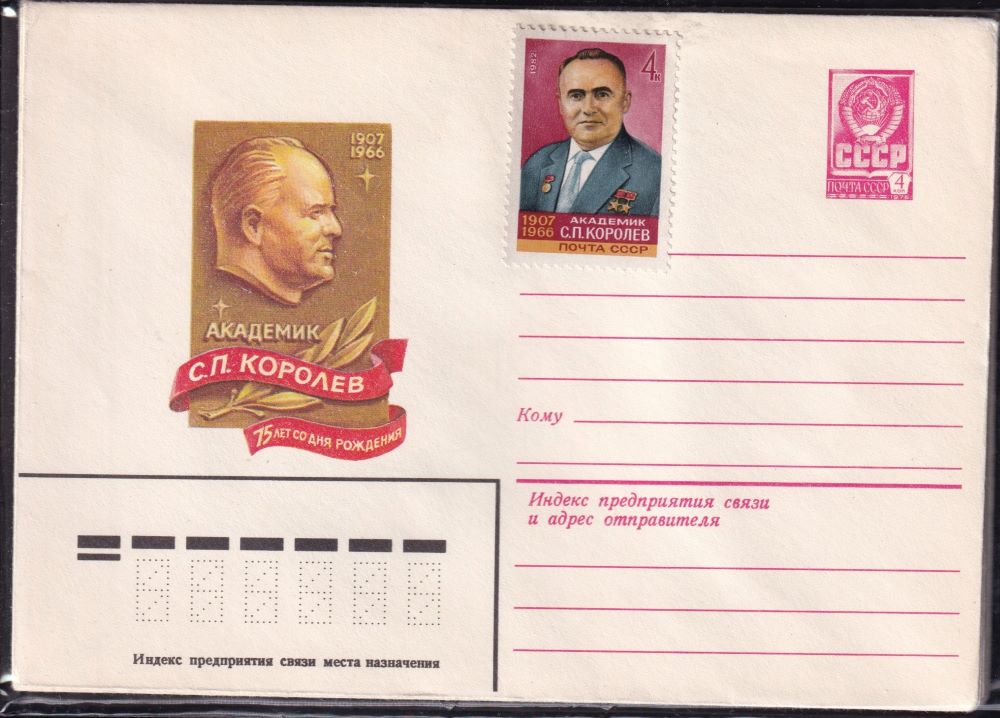 1907
1966
АКАДЕМИК
С.П. КОРОЛЕВ
75 ЛЕТ СО ДНЯ РОЖДЕНИЯ
1982
4к
1907
1966
АКАДЕМИК
С.П.КОРОЛЕВ
ПОЧТА СССР
СССР
ПОЧТА СССР 4
КОП
1976
Кому
Индекс предприятия связи
и адрес отправителя
Индекс предприятия связи места назначения